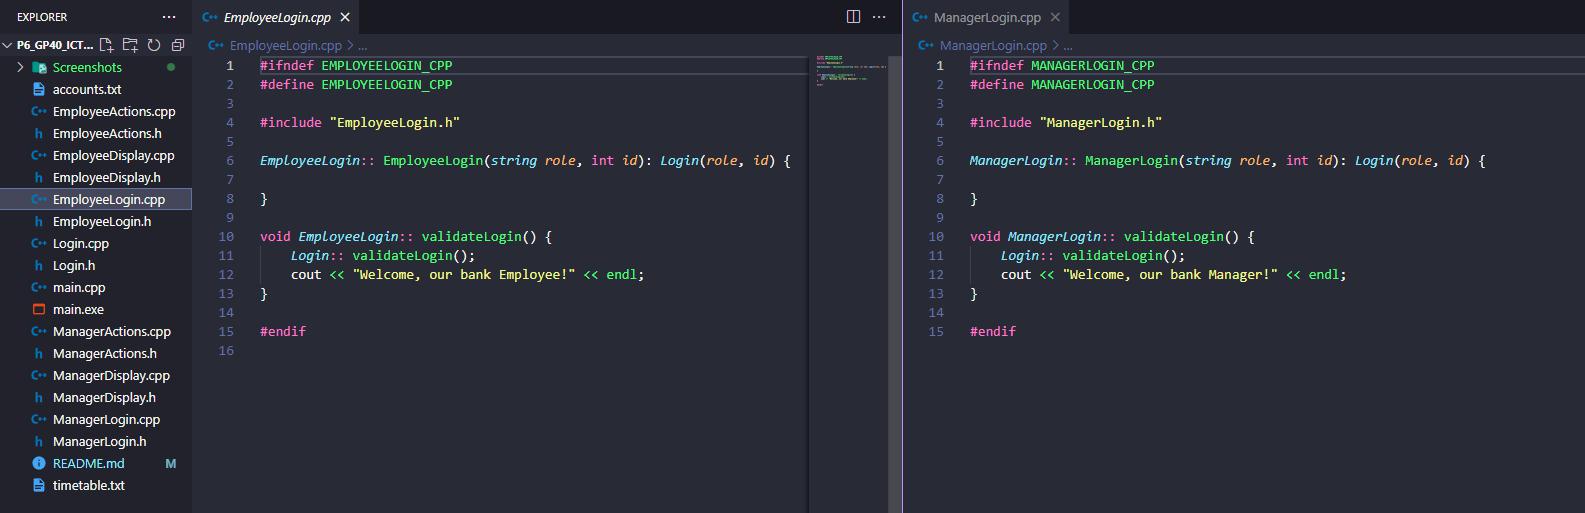 EXPLORER
P6_GP40_ICT...
Screenshots
accounts.txt
EmployeeActions.cpp
EmployeeActions.h
EmployeeDisplay.cpp
EmployeeDisplay.h
EmployeeLogin.cpp
EmployeeLogin.h
Login.cpp
Login.h
main.cpp
main.exe
ManagerActions.cpp
ManagerActions.h
ManagerDisplay.cpp
ManagerDisplay.h
ManagerLogin.cpp
ManagerLogin.h
README.md M
timetable.txt
EmployeeLogin.cpp
EmployeeLogin.cpp > ...
1 #ifndef EMPLOYEELOGIN_CPP
2 #define EMPLOYEELOGIN_CPP
3
4 #include "EmployeeLogin.h"
5
6 EmployeeLogin:: EmployeeLogin(string role, int id): Login(role, id) {
7
8 }
9
10 void EmployeeLogin:: validateLogin() {
11     Login:: validateLogin();
12     cout << "Welcome, our bank Employee!" << endl;
13 }
14
15 #endif
16
ManagerLogin.cpp
ManagerLogin.cpp > ...
1 #ifndef MANAGERLOGIN_CPP
2 #define MANAGERLOGIN_CPP
3
4 #include "ManagerLogin.h"
5
6 ManagerLogin:: ManagerLogin(string role, int id): Login(role, id) {
7
8 }
9
10 void ManagerLogin:: validateLogin() {
11     Login:: validateLogin();
12     cout << "Welcome, our bank Manager!" << endl;
13 }
14
15 #endif